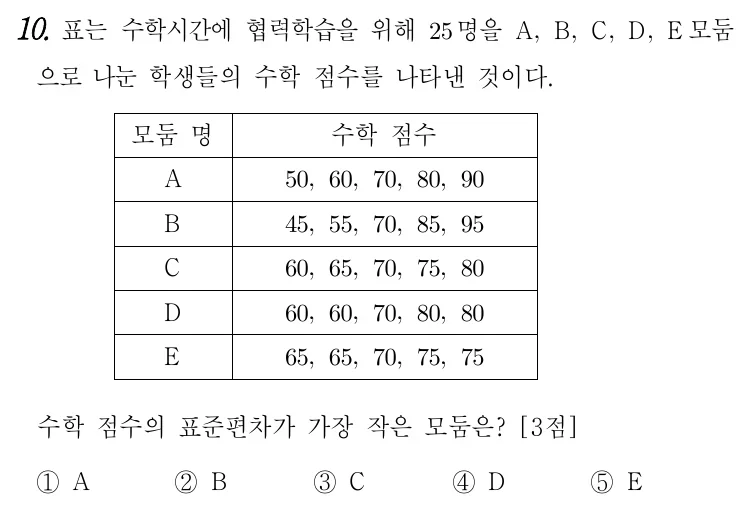 10. 표는 수학시간에 협력학습을 위해 25명을 A, B, C, D, E모둠
으로 나눈 학생들의 수학 점수를 나타낸 것이다.
모둠 명 수학 점수
A 50, 60, 70, 80, 90
B 45, 55, 70, 85, 95
C 60, 65, 70, 75, 80
D 60, 60, 70, 80, 80
E 65, 65, 70, 75, 75
수학 점수의 표준편차가 가장 작은 모둠은? [3점]
① A ② B ③ C ④ D ⑤ E